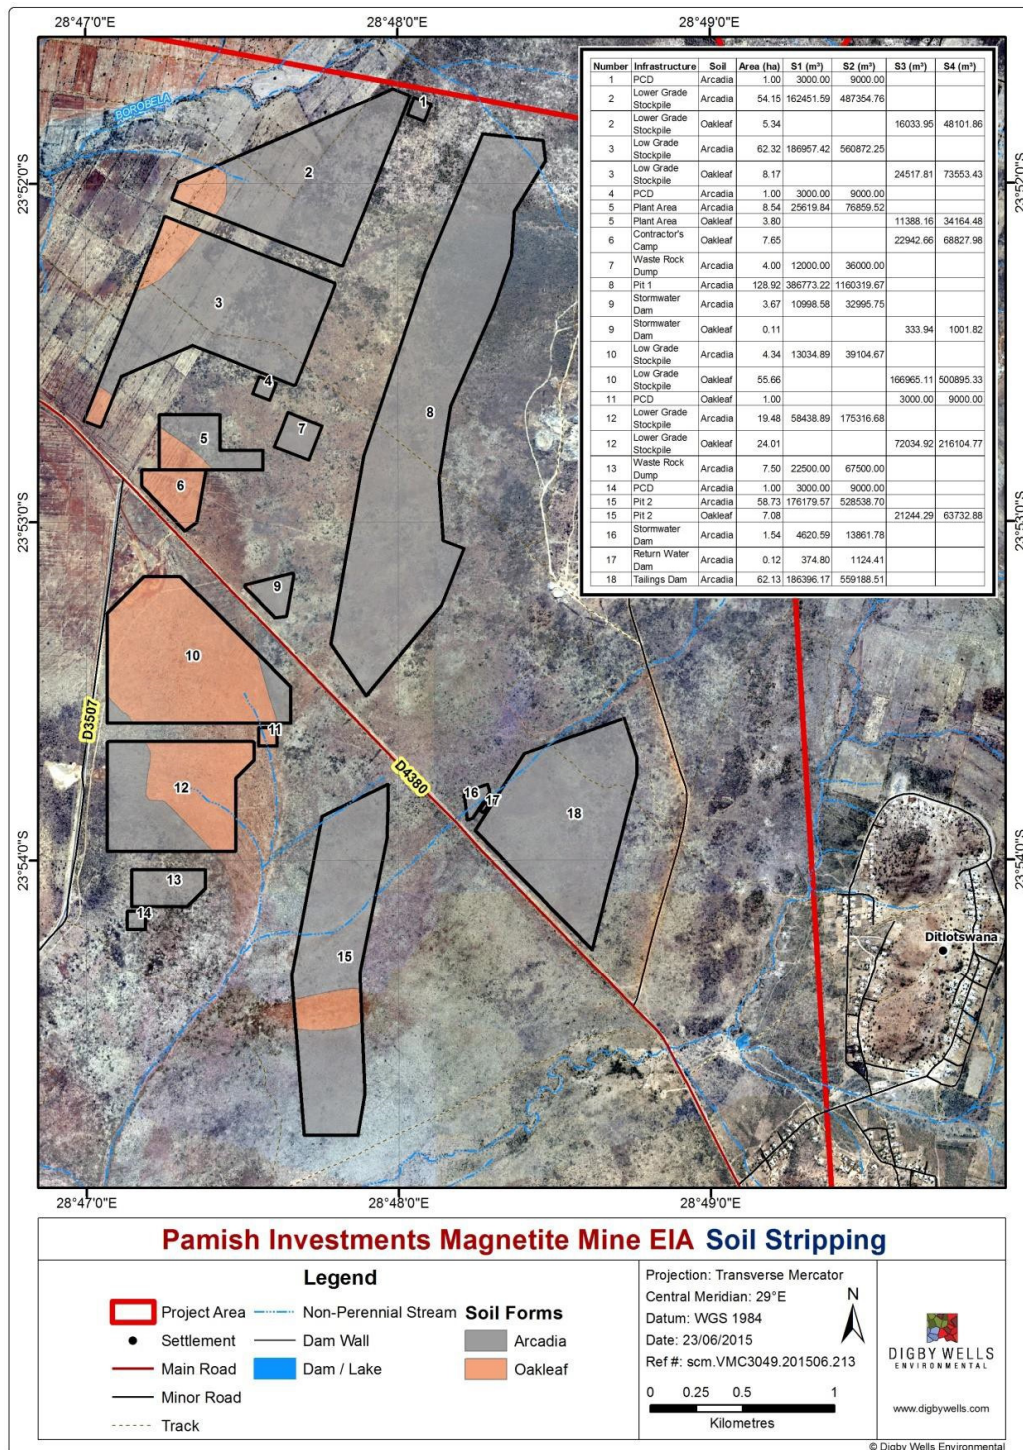 28°47'0"E 28°48'0"E 28°49'0"E
Number Infrastructure Soil Area (ha) S1 (m³) S2 (m³) S3 (m³) S4 (m³)
1 PCD Arcadia 1.00 3000.00 9000.00
2 Lower Grade Stockpile Arcadia 54.15 162451.59 487354.76
2 Lower Grade Stockpile Oakleaf 5.34 16033.95 48101.86
3 Low Grade Stockpile Arcadia 62.32 186957.42 560872.25
3 Low Grade Stockpile Oakleaf 8.17 24517.81 73553.43
4 PCD Arcadia 1.00 3000.00 9000.00
5 Plant Area Arcadia 8.54 25619.84 76859.52
5 Plant Area Oakleaf 3.80 11388.16 34164.48
6 Contractor's Camp Oakleaf 7.65 22942.66 68827.98
7 Waste Rock Dump Arcadia 4.00 12000.00 36000.00
8 Pit 1 Arcadia 128.92 386773.22 1160319.67
9 Stormwater Dam Arcadia 3.67 10998.58 32995.75
9 Stormwater Dam Oakleaf 0.11 333.94 1001.82
10 Low Grade Stockpile Arcadia 4.34 13034.89 39104.67
10 Low Grade Stockpile Oakleaf 55.66 166965.11 500895.33
11 PCD Oakleaf 1.00 3000.00 9000.00
12 Lower Grade Stockpile Arcadia 19.48 58438.89 175316.68
12 Lower Grade Stockpile Oakleaf 24.01 72034.92 216104.77
13 Waste Rock Dump Arcadia 7.50 22500.00 67500.00
14 PCD Arcadia 1.00 3000.00 9000.00
15 Pit 2 Arcadia 58.73 176179.57 528538.70
15 Pit 2 Oakleaf 7.08 21244.29 63732.88
16 Stormwater Dam Arcadia 1.54 4620.59 13861.78
17 Return Water Dam Arcadia 0.12 374.80 1124.41
18 Tailings Dam Arcadia 62.13 186396.17 559188.51
BOROBELA
1
2
23°52'0"S 23°52'0"S
3
4
8
7
5
6
23°53'0"S 23°53'0"S
9
10
D3507
11
12
D4380
16
17
18
23°54'0"S 23°54'0"S
13
14
15
Ditlotswana
28°47'0"E 28°48'0"E 28°49'0"E
Pamish Investments Magnetite Mine EIA Soil Stripping
Legend
Project Area
Settlement
Main Road
Minor Road
Track
Non-Perennial Stream
Dam Wall
Dam / Lake
Soil Forms
Arcadia
Oakleaf
Projection: Transverse Mercator
Central Meridian: 29°E
Datum: WGS 1984
Date: 23/06/2015
Ref #: scm.VMC3049.201506.213
N
0 0.25 0.5 1
Kilometres
DIGBY WELLS
ENVIRONMENTAL
www.digbywells.com
© Digby Wells Environmental